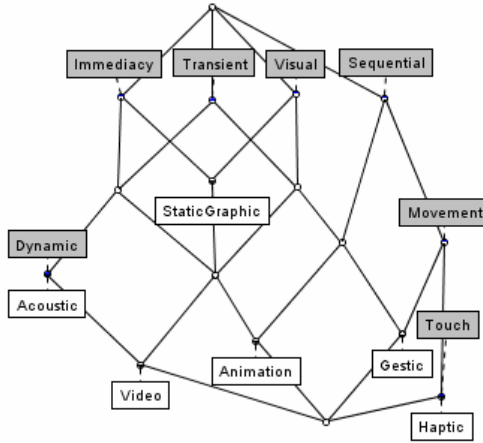 Immediacy
Transient
Visual
Sequential
StaticGraphic
Movement
Dynamic
Acoustic
Touch
Animation
Gestic
Video
Haptic